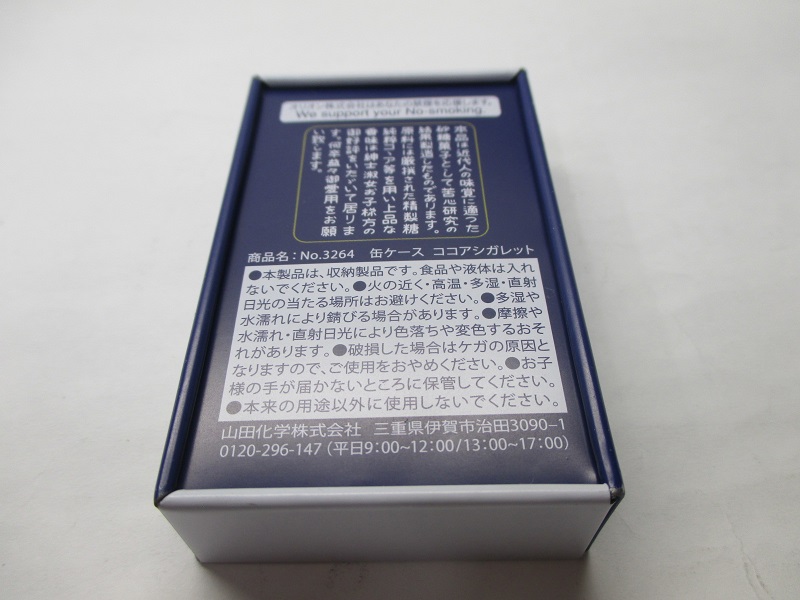 オリオン株式会社はあなたの禁煙を応援します。
We support your No-smoking.
本品は近代人の味覚に適つた
砂糖菓子として苦心研究の
結果製造したものであります。
原料には厳撰された精製糖
純粋ココア等を用い上品な
香味は紳士淑女お子様方の
御好評をいたゞいて居りま
す。何卒益々御愛用をお願
い致します。
商品名：No.3264 缶ケース ココアシガレット
●本製品は、収納製品です。食品や液体は入れ
ないでください。●火の近く・高温・多湿・直射
日光の当たる場所はお避けください。●多湿や
水濡れにより錆びる場合があります。●摩擦や
水濡れ・直射日光により色落ちや変色するおそ
れがあります。●破損した場合はケガの原因と
なりますので、ご使用をおやめください。●お子
様の手が届かないところに保管してください。
●本来の用途以外に使用しないでください。
山田化学株式会社 三重県伊賀市治田3090-1
0120-296-147 (平日9:00~12:00/13:00~17:00)